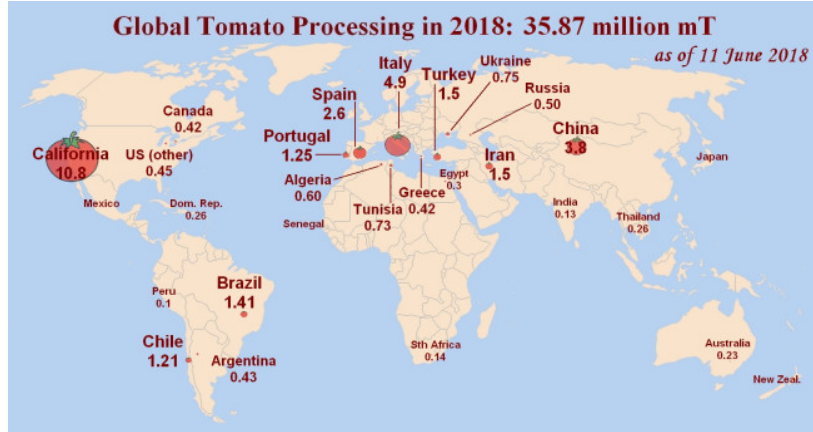 Global Tomato Processing in 2018: 35.87 million mT
as of 11 June 2018
Ukraine
0.75
Italy
4.9
Turkey
1.5
Russia
0.50
Spain
2.6
Canada
0.42
China
3.8
Portugal
1.25
California
10.8
US (other)
0.45
Iran
1.5
Japan
Algeria
0.60
Egypt
0.3
Greece
0.42
Mexico
Dom. Rep.
0.26
Tunisia
0.73
India
0.13
Senegal
Thailand
0.26
Brazil
1.41
Peru
0.1
Chile
1.21
Argentina
0.43
Sth Africa
0.14
Australia
0.23
New Zeal.